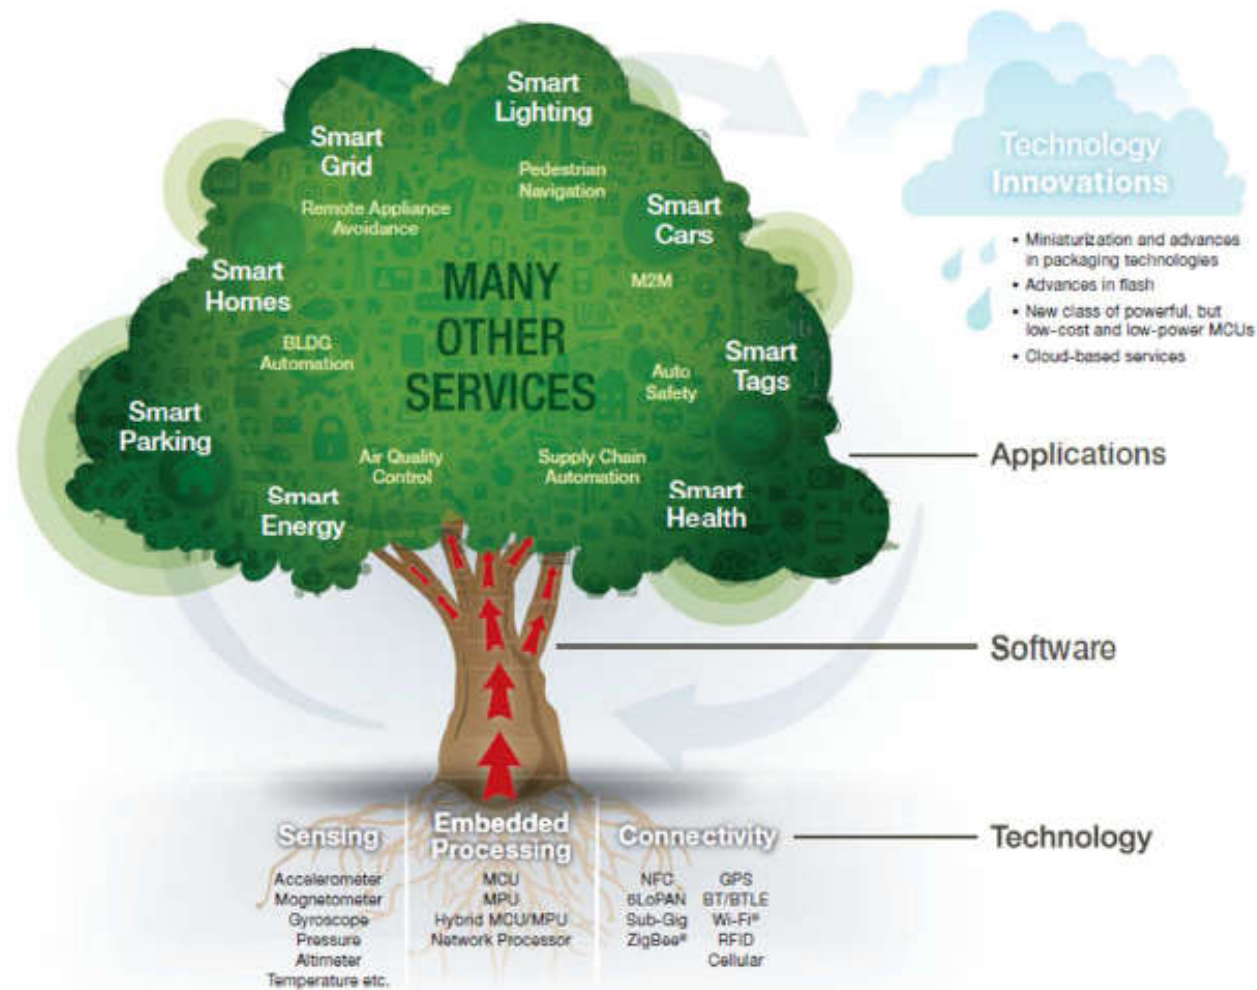 Smart
Lighting
Smart
Grid
Pedestrian
Navigation
Remote Appliance
Avoidance
Smart
Cars
Smart
Homes
M2M
MANY
OTHER
SERVICES
BLDG
Automation
Smart
Tags
Auto
Safety
Smart
Parking
Air Quality
Control
Supply Chain
Automation
Smart
Energy
Smart
Health
Technology
Innovations
• Miniaturization and advances
in packaging technologies
• Advances in flash
• New class of powerful, but
low-cost and low-power MCUs
• Cloud-based services
Applications
Software
Technology
Sensing
Accelerometer
Mognetometer
Gyroscope
Pressure
Altimeter
Temperature etc.
Embedded
Processing
MCU
MPU
Hybrid MCU/MPU
Network Processor
Connectivity
NFC GPS
6LoPAN BT/BTLE
Sub-Gig Wi-Fi®
ZigBee® RFID
Cellular